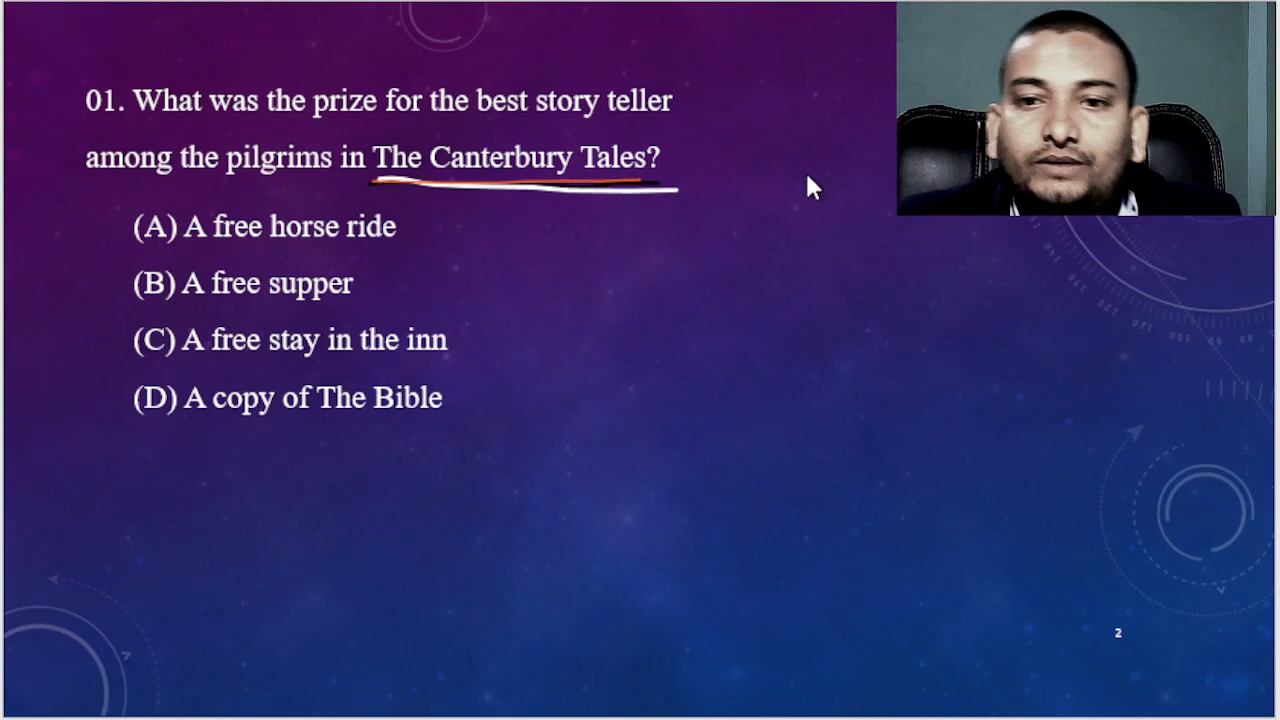 01. What was the prize for the best story teller
among the pilgrims in The Canterbury Tales?
(A) A free horse ride
(B) A free supper
(C) A free stay in the inn
(D) A copy of The Bible
2